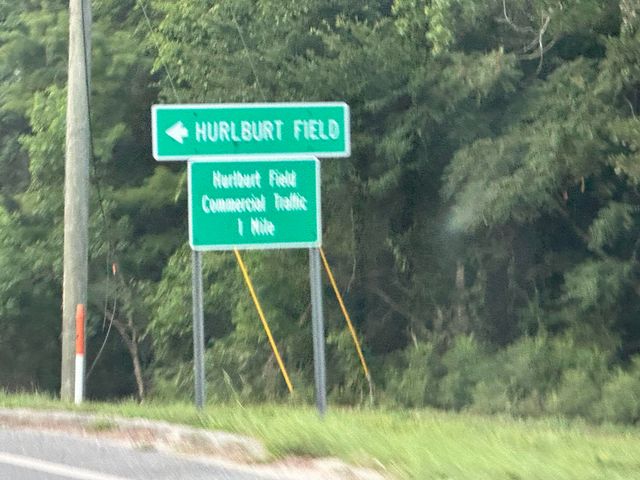 HURLBURT FIELD
Hurlburt Field
Commercial Traffic
1 Mile